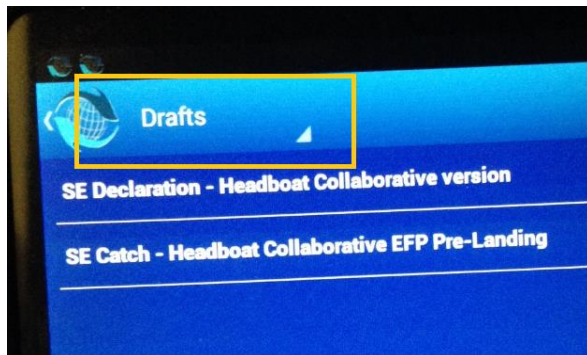 Drafts
SE Declaration - Headboat Collaborative version
SE Catch - Headboat Collaborative EFP Pre-Landing